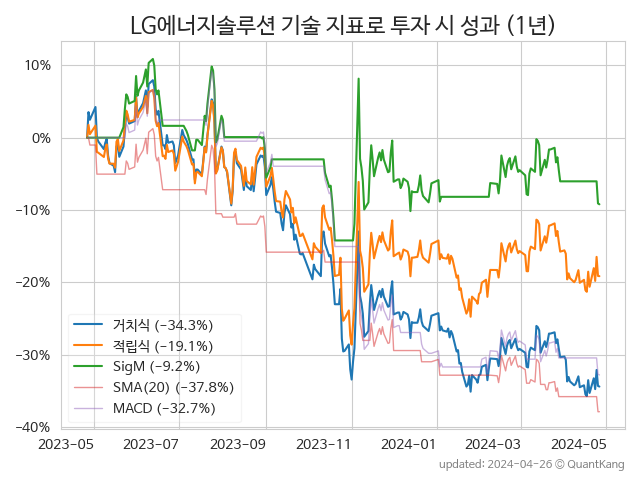 LG에너지솔루션 기술 지표로 투자 시 성과 (1년)
10%
0%
−10%
−20%
−30%
−40%
거치식 (−34.3%)
적립식 (−19.1%)
SigM (−9.2%)
SMA(20) (−37.8%)
MACD (−32.7%)
2023-05 2023-07 2023-09 2023-11 2024-01 2024-03 2024-05
updated: 2024-04-26 © QuantKang